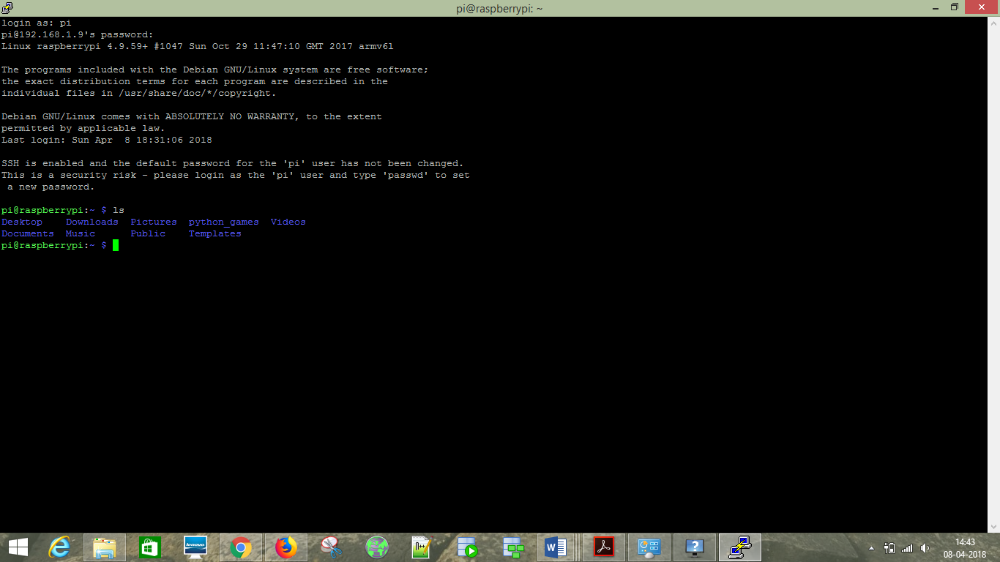 pi@raspberrypi: ~
login as: pi
pi@192.168.1.9's password:
Linux raspberrypi 4.9.59+ #1047 Sun Oct 29 11:47:10 GMT 2017 armv6l
The programs included with the Debian GNU/Linux system are free software;
the exact distribution terms for each program are described in the
individual files in /usr/share/doc/*/copyright.
Debian GNU/Linux comes with ABSOLUTELY NO WARRANTY, to the extent
permitted by applicable law.
Last login: Sun Apr  8 18:31:06 2018
SSH is enabled and the default password for the 'pi' user has not been changed.
This is a security risk - please login as the 'pi' user and type 'passwd' to set
 a new password.
pi@raspberrypi:~ $ ls
Desktop    Downloads  Pictures  python_games  Videos
Documents  Music      Public    Templates
pi@raspberrypi:~ $
lenovo
14:43
08-04-2018